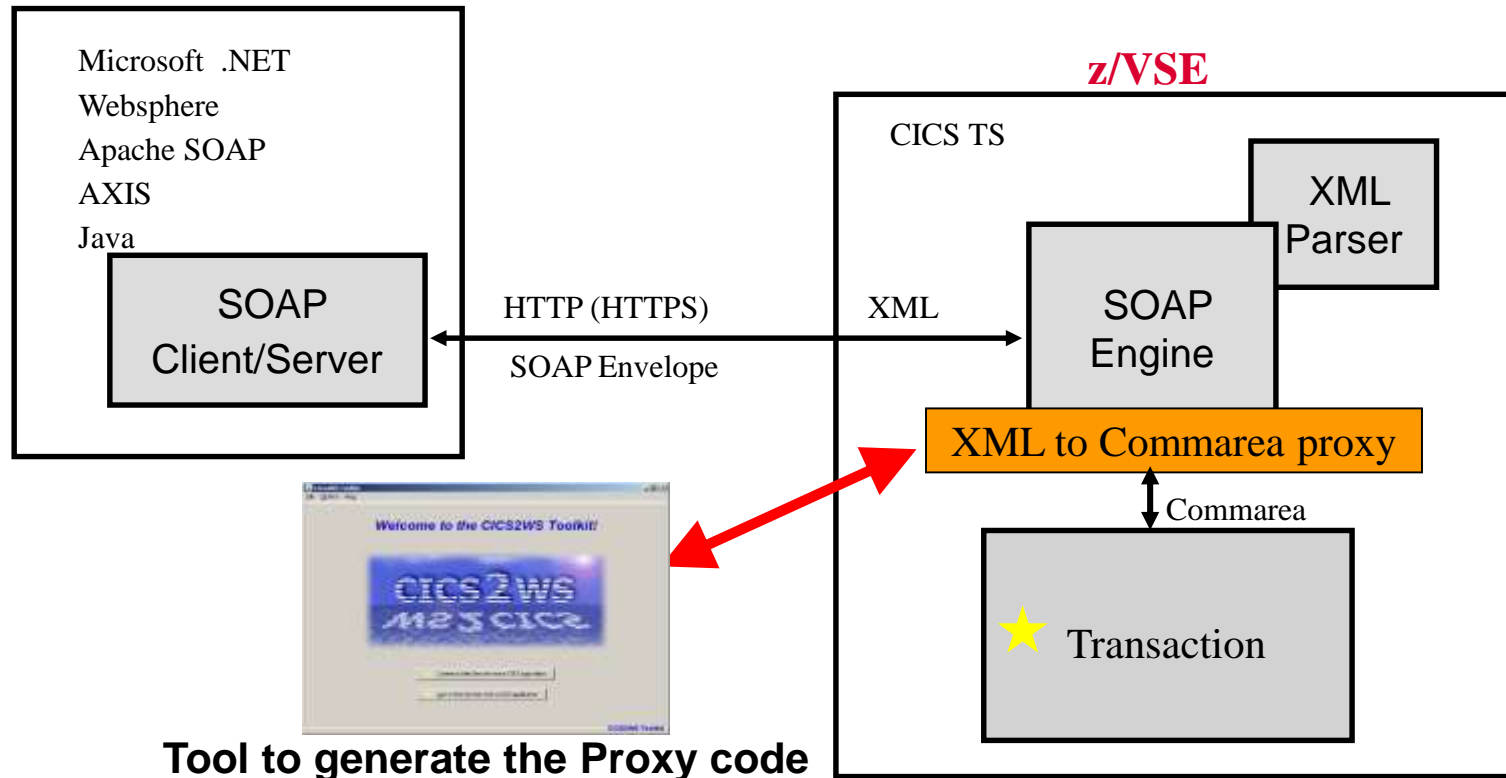 Microsoft .NET
Websphere
Apache SOAP
AXIS
Java
SOAP
Client/Server
HTTP (HTTPS)
SOAP Envelope
XML
z/VSE
CICS TS
XML
Parser
SOAP
Engine
XML to Commarea proxy
Commarea
Transaction
Welcome to the CICS2WS Toolkit!
CICS2WS
Tool to generate the Proxy code